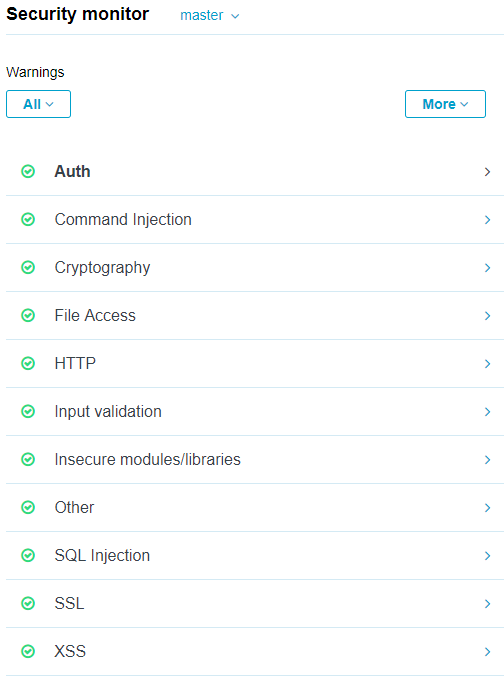 Security monitor master
Warnings
All More
Auth
Command Injection
Cryptography
File Access
HTTP
Input validation
Insecure modules/libraries
Other
SQL Injection
SSL
XSS